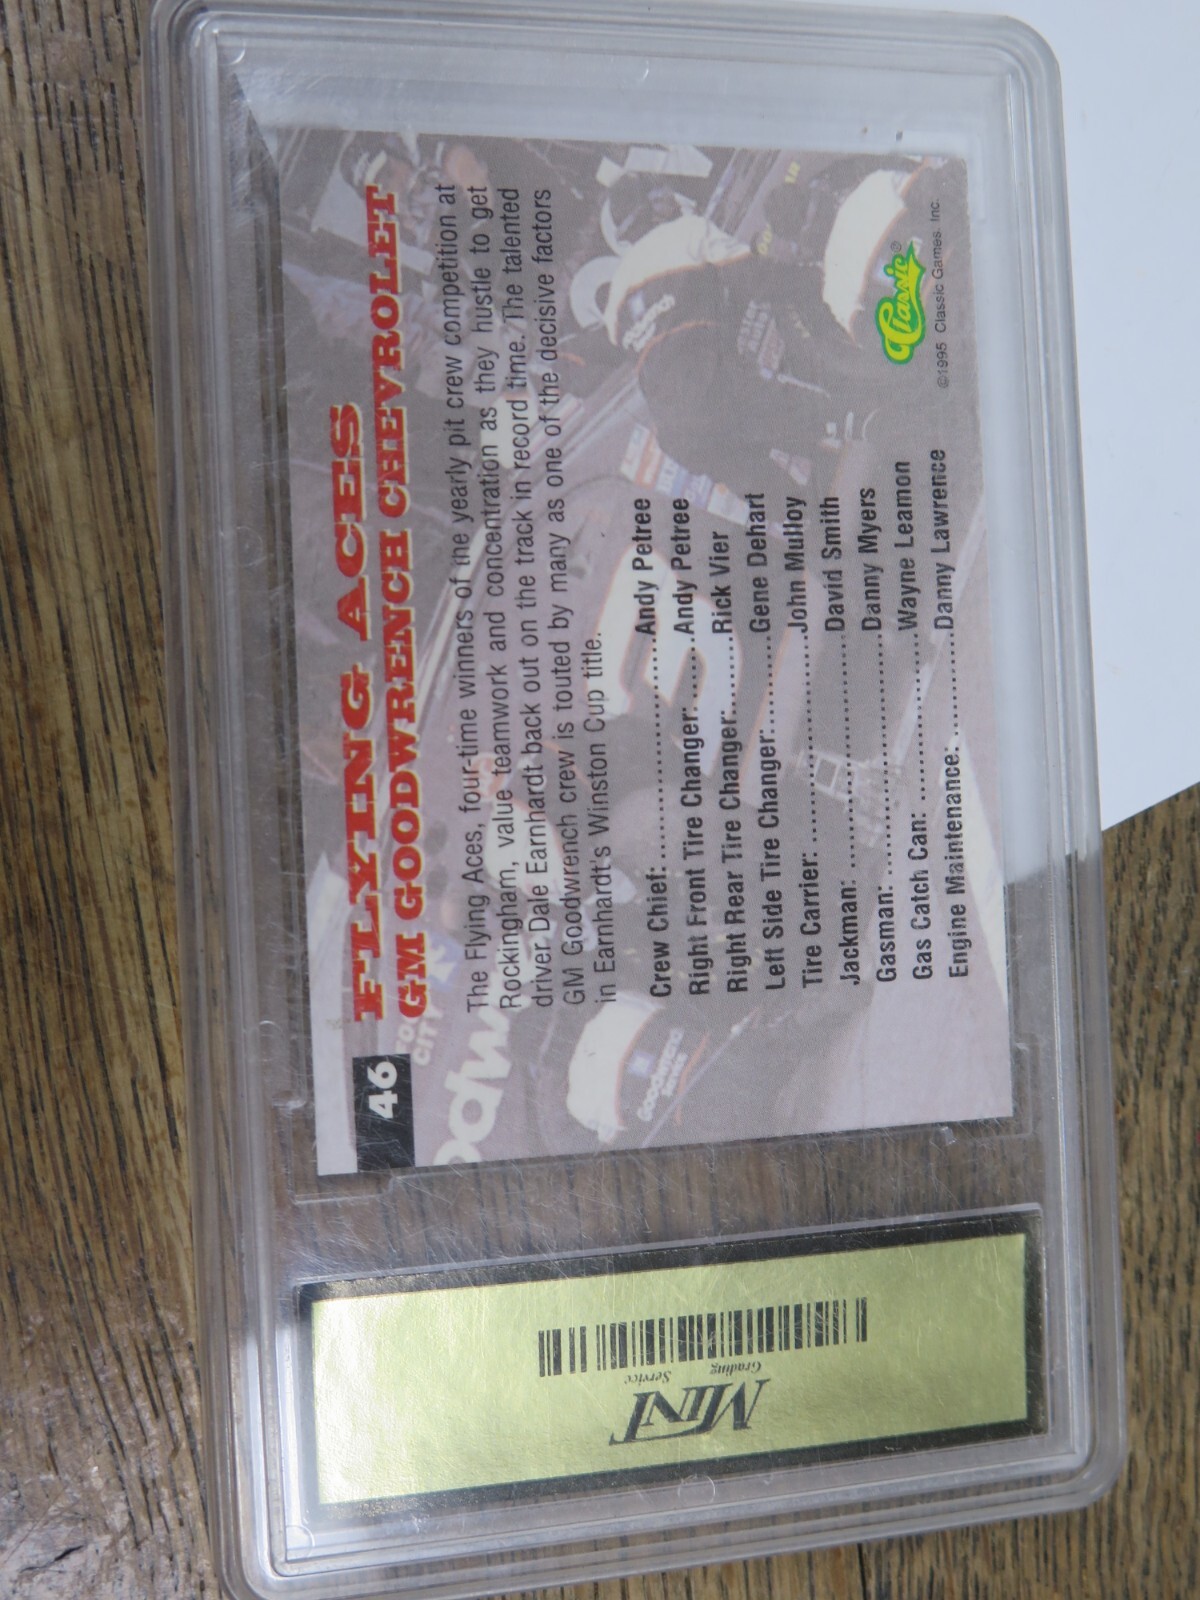 46
FLYING ACES
GM GOODWRENCH CHEVROLET
The Flying Aces, four-time winners of the yearly pit crew competition at
Rockingham, value teamwork and concentration as they hustle to get
driver Dale Earnhardt back out on the track in record time. The talented
GM Goodwrench crew is touted by many as one of the decisive factors
in Earnhardt's Winston Cup title.
Crew Chief: Andy Petree
Right Front Tire Changer: Andy Petree
Right Rear Tire Changer: Rick Vier
Left Side Tire Changer: Gene Dehart
Tire Carrier: John Mulloy
Jackman: David Smith
Gasman: Danny Myers
Gas Catch Can: Wayne Leamon
Engine Maintenance: Danny Lawrence
Classic®
©1995 Classic Games, Inc.
CITY
odw
Goodwrench
3
MINT
Grading
Service